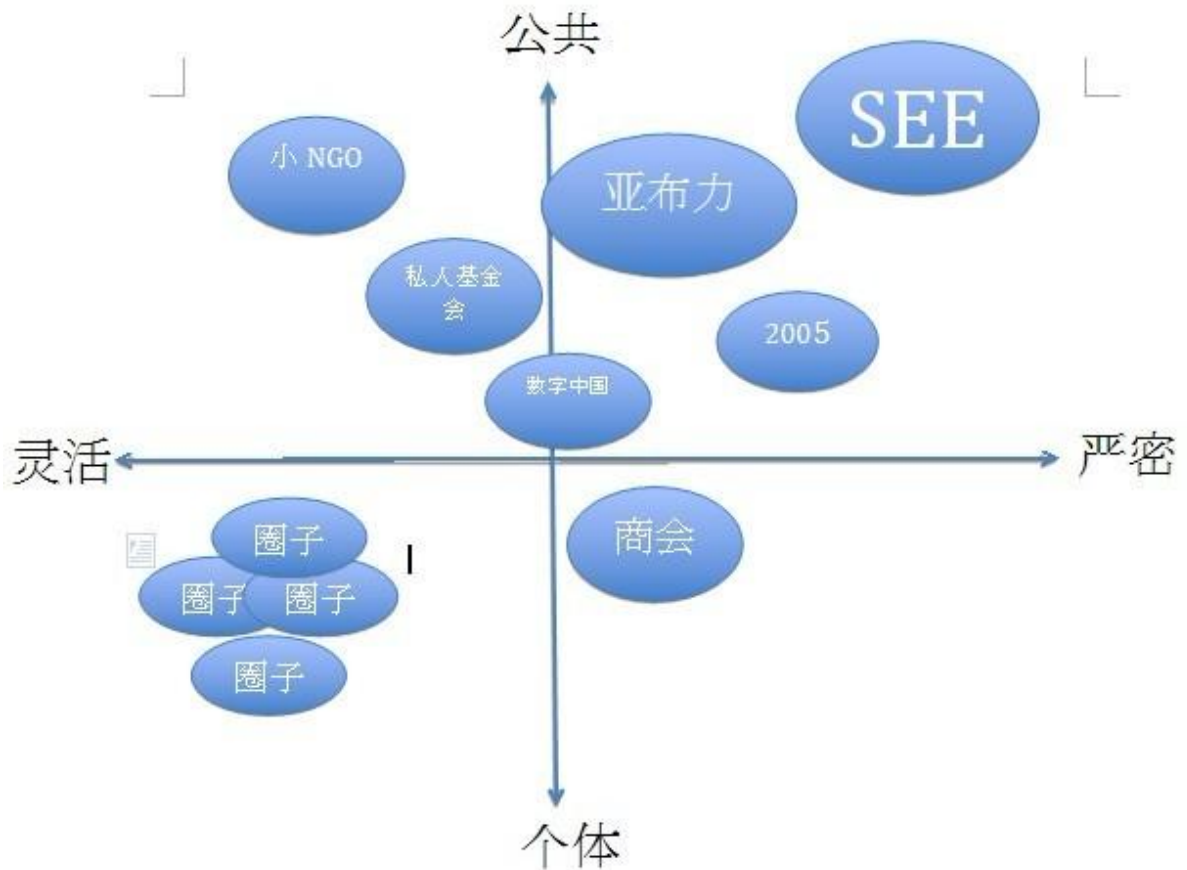 公共
SEE
小 NGO
亚布力
私人基金
会
2005
数字中国
灵活
严密
圈子
商会
圈子
圈子
圈子
个体